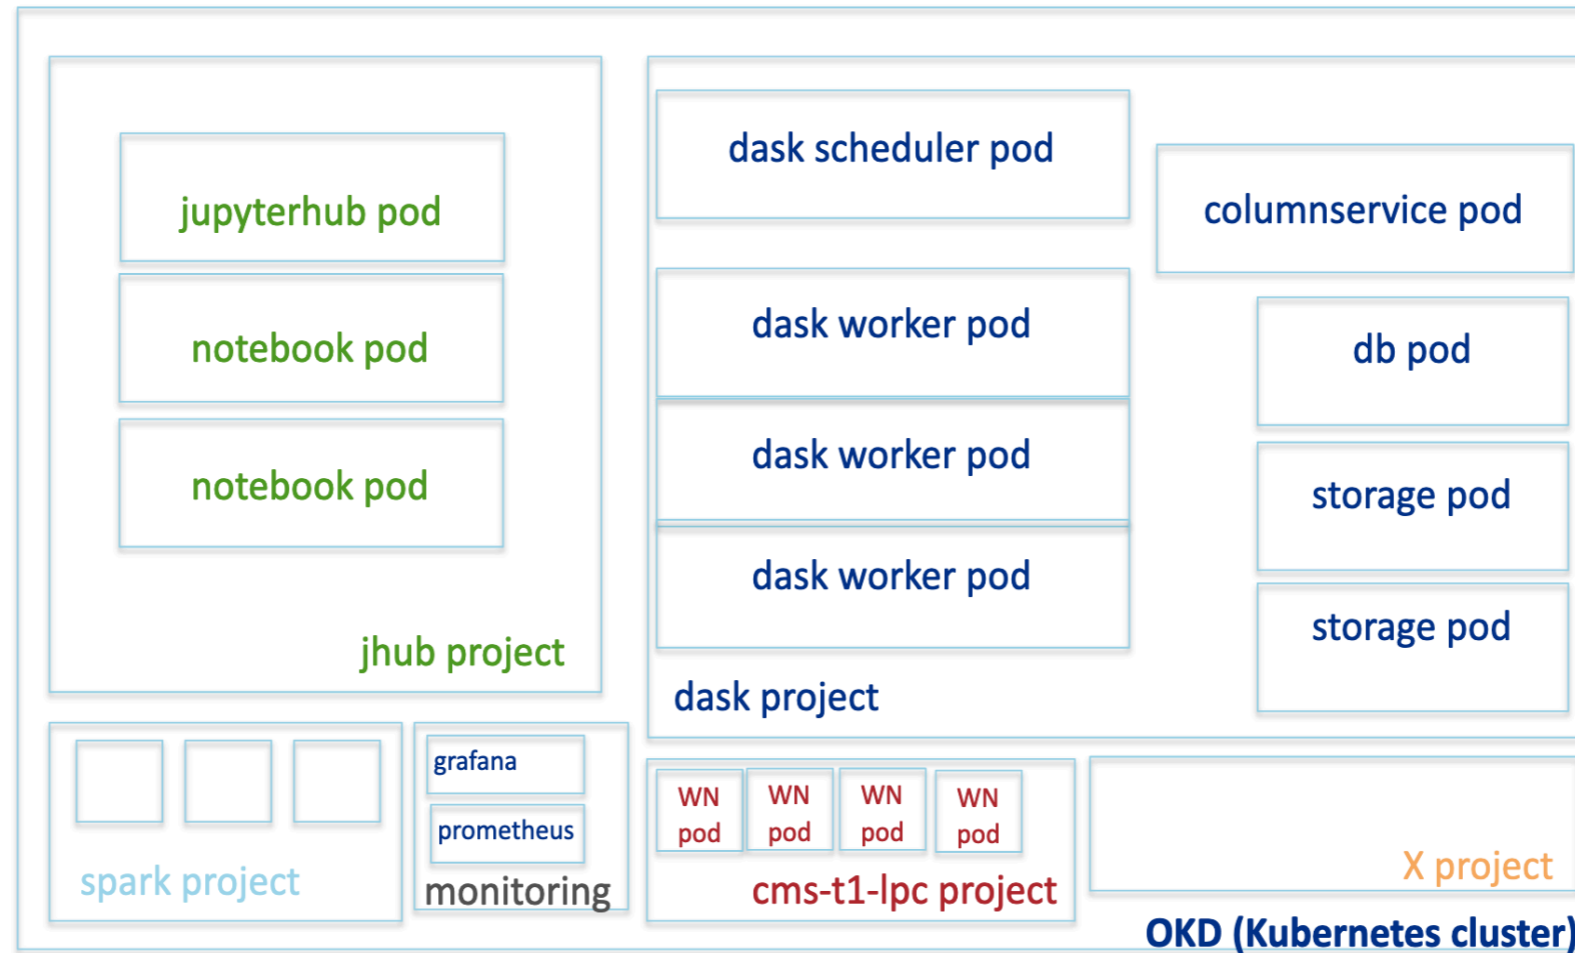 jupyterhub pod
notebook pod
notebook pod
jhub project
dask scheduler pod
dask worker pod
dask worker pod
dask worker pod
dask project
columnservice pod
db pod
storage pod
storage pod
spark project
grafana
prometheus
monitoring
WN
pod
WN
pod
WN
pod
WN
pod
cms-t1-lpc project
X project
OKD (Kubernetes cluster)